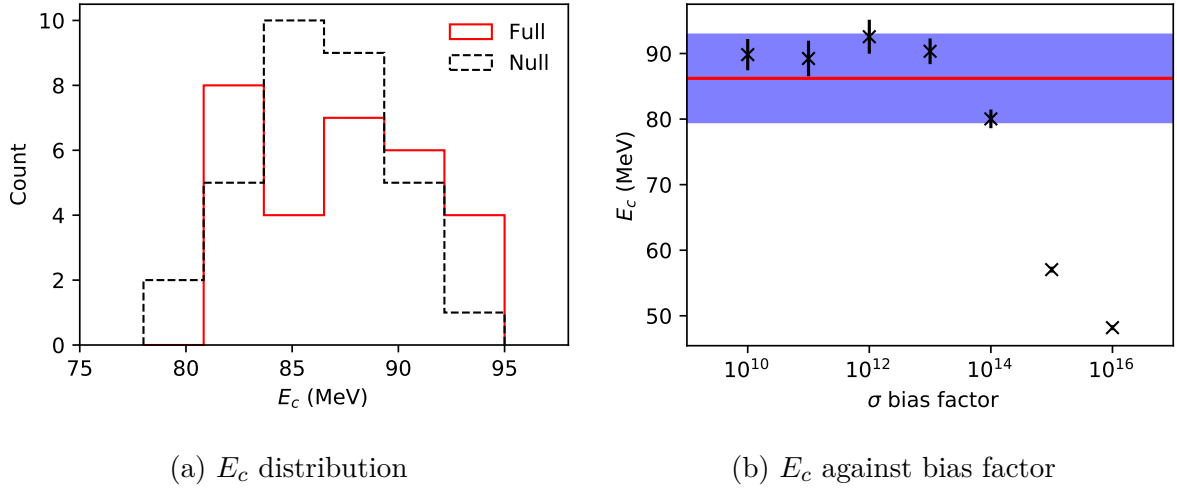 10
8
6
4
2
0
Count
75 80 85 90 95
E_c (MeV)
Full
Null
(a) E_c distribution
90
80
70
60
50
E_c (MeV)
10^10 10^12 10^14 10^16
σ bias factor
(b) E_c against bias factor